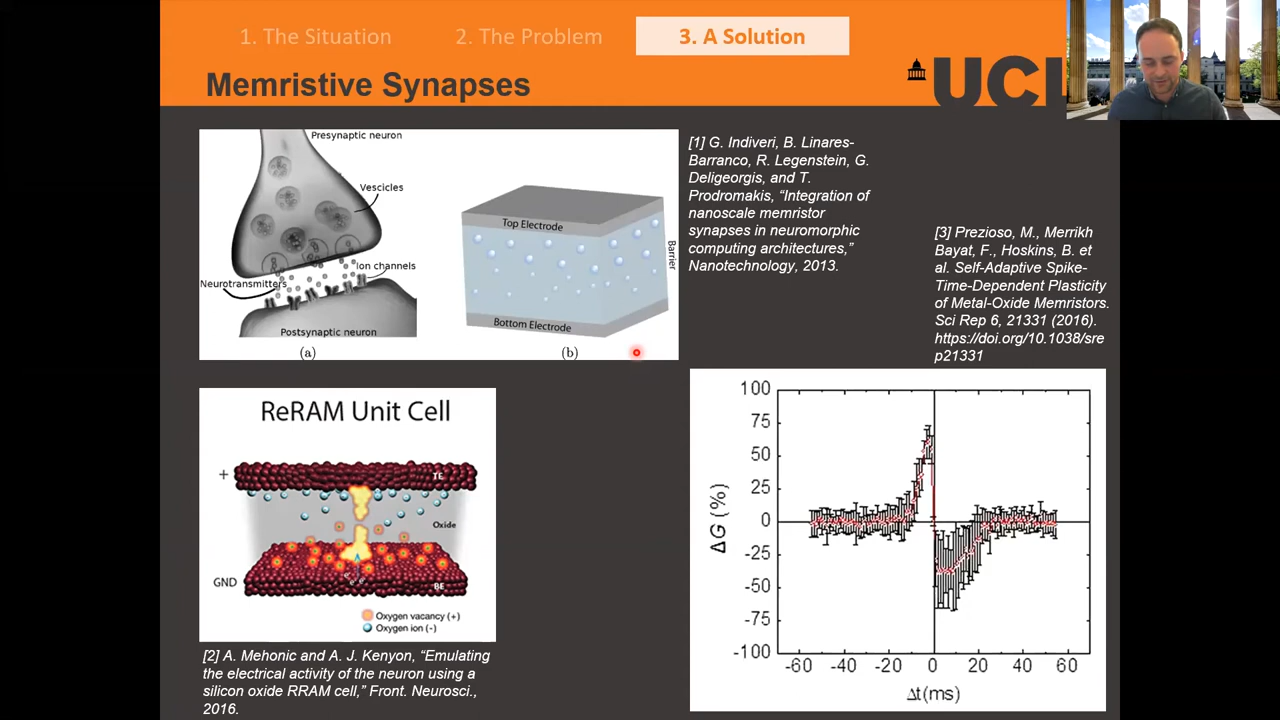 1. The Situation
2. The Problem
3. A Solution
Memristive Synapses
UCL
Presynaptic neuron
Vescicles
Ion channels
Neurotransmitters
Postsynaptic neuron
(a)
Top Electrode
Barrier
Bottom Electrode
(b)
[1] G. Indiveri, B. Linares-
Barranco, R. Legenstein, G.
Deligeorgis, and T.
Prodromakis, “Integration of
nanoscale memristor
synapses in neuromorphic
computing architectures,”
Nanotechnology, 2013.
[3] Prezioso, M., Merrikh
Bayat, F., Hoskins, B. et
al. Self-Adaptive Spike-
Time-Dependent Plasticity
of Metal-Oxide Memristors.
Sci Rep 6, 21331 (2016).
https://doi.org/10.1038/sre
p21331
ReRAM Unit Cell
+
TE
Oxide
GND
BE
Oxygen vacancy (+)
Oxygen ion (-)
[2] A. Mehonic and A. J. Kenyon, “Emulating
the electrical activity of the neuron using a
silicon oxide RRAM cell,” Front. Neurosci.,
2016.
100
75
50
25
0
-25
-50
-75
-100
ΔG (%)
-60 -40 -20 0 20 40 60
Δt(ms)